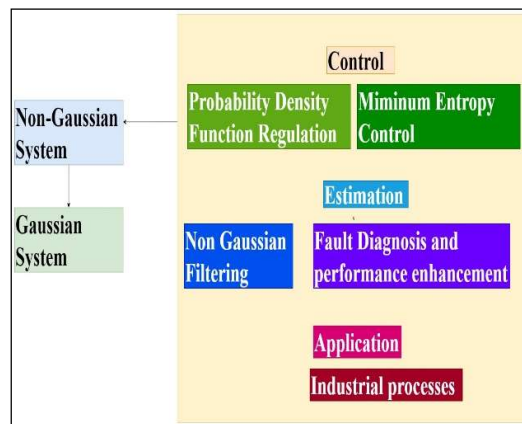 Control
Probability Density
Function Regulation
Miminum Entropy
Control
Non-Gaussian
System
Estimation
Gaussian
System
Non Gaussian
Filtering
Fault Diagnosis and
performance enhancement
Application
Industrial processes